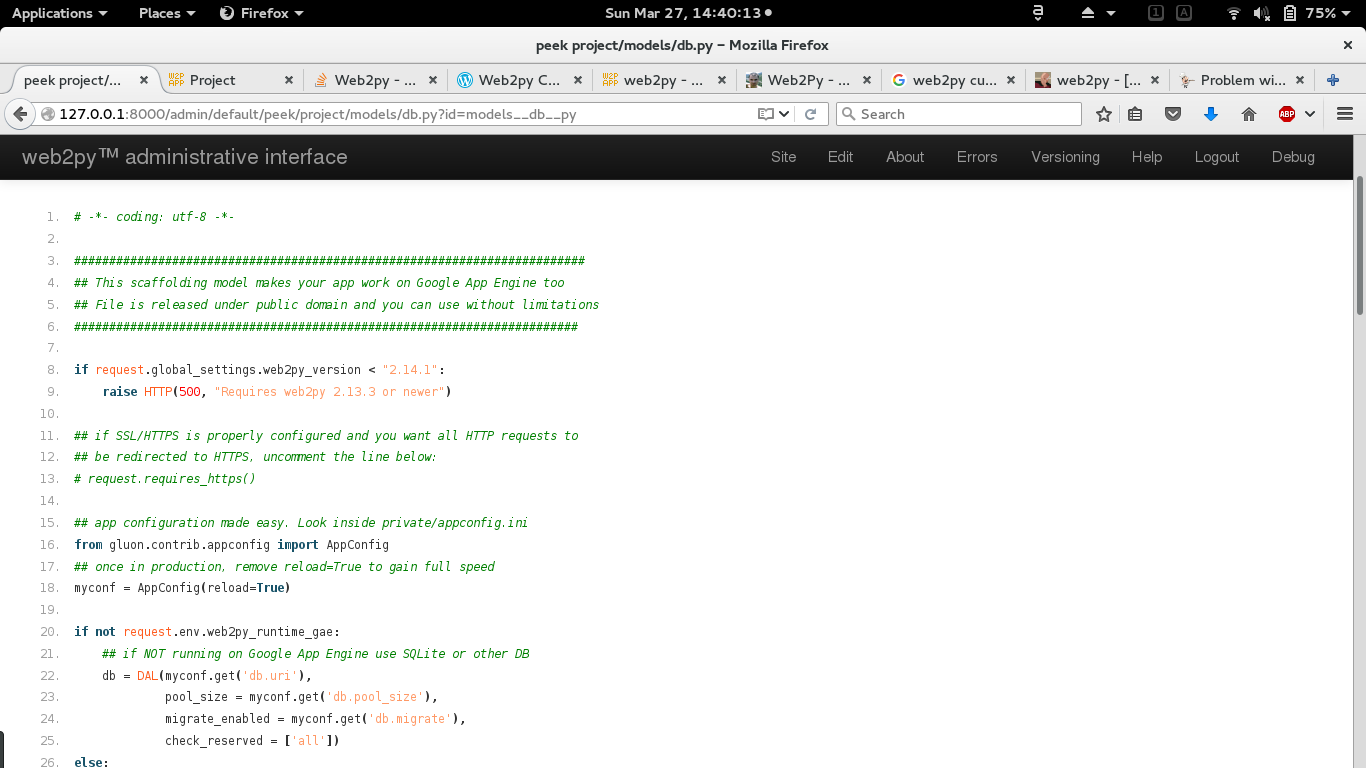 Applications Places Firefox Sun Mar 27, 14:40:13 1 A 75%
peek project/models/db.py - Mozilla Firefox
peek project/... Project Web2py - ... Web2py C... web2py - ... Web2Py - ... web2py cu... web2py - [... Problem wi...
127.0.0.1:8000/admin/default/peek/project/models/db.py?id=models__db__py Search ABP
web2py™ administrative interface Site Edit About Errors Versioning Help Logout Debug
1. # -*- coding: utf-8 -*-
2.
3. #########################################################################
4. ## This scaffolding model makes your app work on Google App Engine too
5. ## File is released under public domain and you can use without limitations
6. ########################################################################
7.
8. if request.global_settings.web2py_version < "2.14.1":
9.     raise HTTP(500, "Requires web2py 2.13.3 or newer")
10.
11. ## if SSL/HTTPS is properly configured and you want all HTTP requests to
12. ## be redirected to HTTPS, uncomment the line below:
13. # request.requires_https()
14.
15. ## app configuration made easy. Look inside private/appconfig.ini
16. from gluon.contrib.appconfig import AppConfig
17. ## once in production, remove reload=True to gain full speed
18. myconf = AppConfig(reload=True)
19.
20. if not request.env.web2py_runtime_gae:
21.     ## if NOT running on Google App Engine use SQLite or other DB
22.     db = DAL(myconf.get('db.uri'),
23.              pool_size = myconf.get('db.pool_size'),
24.              migrate_enabled = myconf.get('db.migrate'),
25.              check_reserved = ['all'])
26. else: